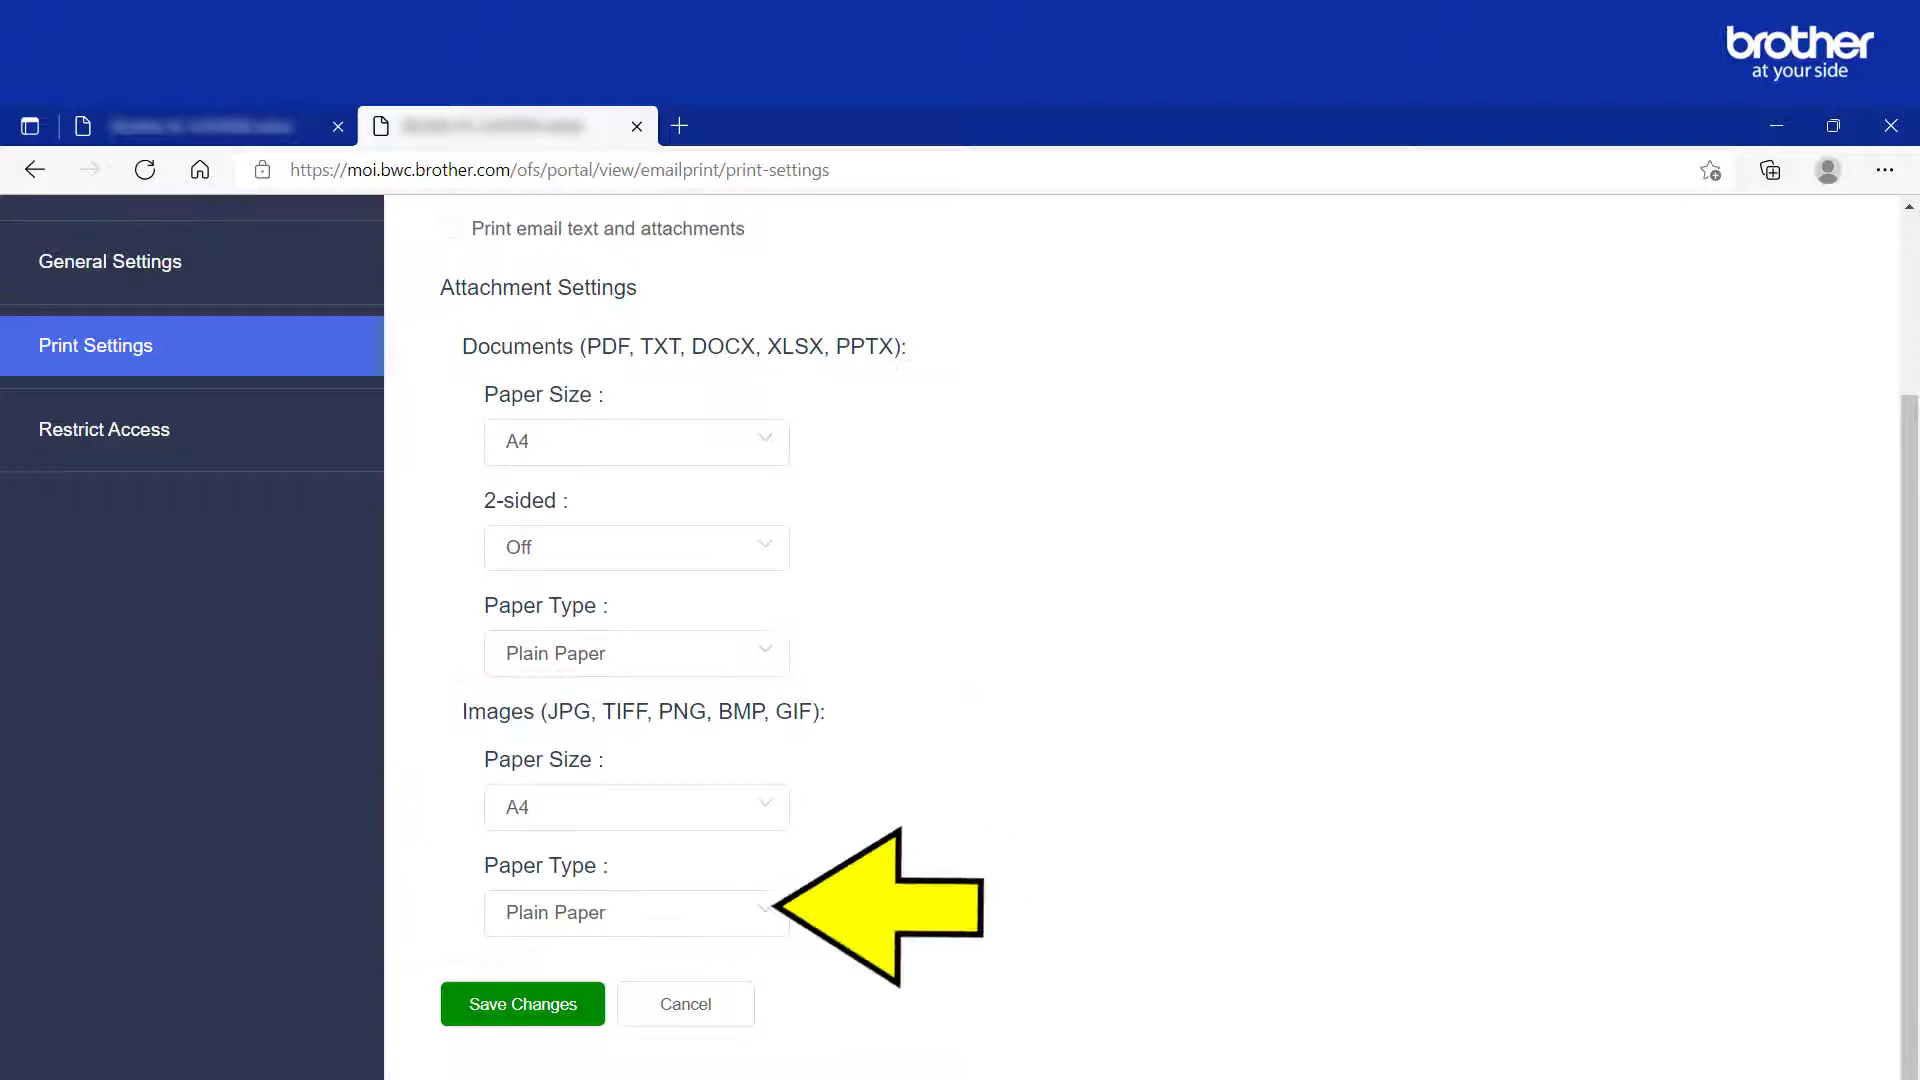 brother
at your side
https://moi.bwc.brother.com/ofs/portal/view/emailprint/print-settings
General Settings
Print Settings
Restrict Access
Print email text and attachments
Attachment Settings
Documents (PDF, TXT, DOCX, XLSX, PPTX):
Paper Size :
A4
2-sided :
Off
Paper Type :
Plain Paper
Images (JPG, TIFF, PNG, BMP, GIF):
Paper Size :
A4
Paper Type :
Plain Paper
Save Changes
Cancel